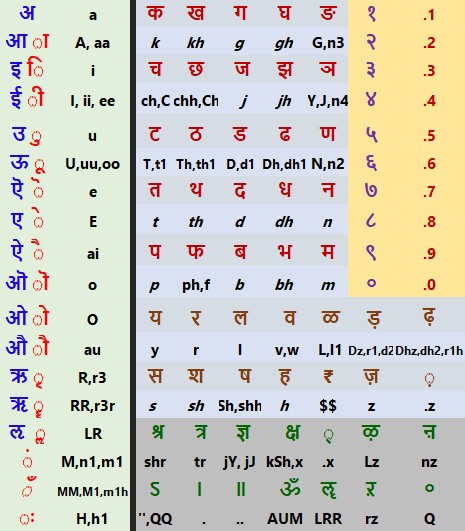 अ a क ख ग घ ङ १ .1
आ ा A, aa k kh g gh G,n3 २ .2
इ ि i च छ ज झ ञ ३ .3
ई ी I, ii, ee ch,C chh,Ch j jh Y,J,n4 ४ .4
उ ु u ट ठ ड ढ ण ५ .5
ऊ ू U,uu,oo T,t1 Th,th1 D,d1 Dh,dh1 N,n2 ६ .6
ऎ ॆ e त थ द ध न ७ .7
ए े E t th d dh n ८ .8
ऐ ै ai प फ ब भ म ९ .9
ऒ ॊ o p ph,f b bh m ० .0
ओ ो O य र ल व ळ ड़ ढ़
औ ौ au y r l v,w L,l1 Dz,r1,d2 Dhz,dh2,r1h
ऋ ृ R,r3 स श ष ह ₹ ज़ ़
ॠ ॄ RR,r3r s sh Sh,shh h $$ z .z
ऌ ॢ LR श्र त्र ज्ञ क्ष ऴ ऩ
ं M,n1,m1 shr tr jY, jJ kSh,x .x Lz nz
ँ MM,M1,m1h ऽ । ॥ ॐ ॡ ऱ ०
ः H,h1 '',QQ . .. AUM LRR rz Q